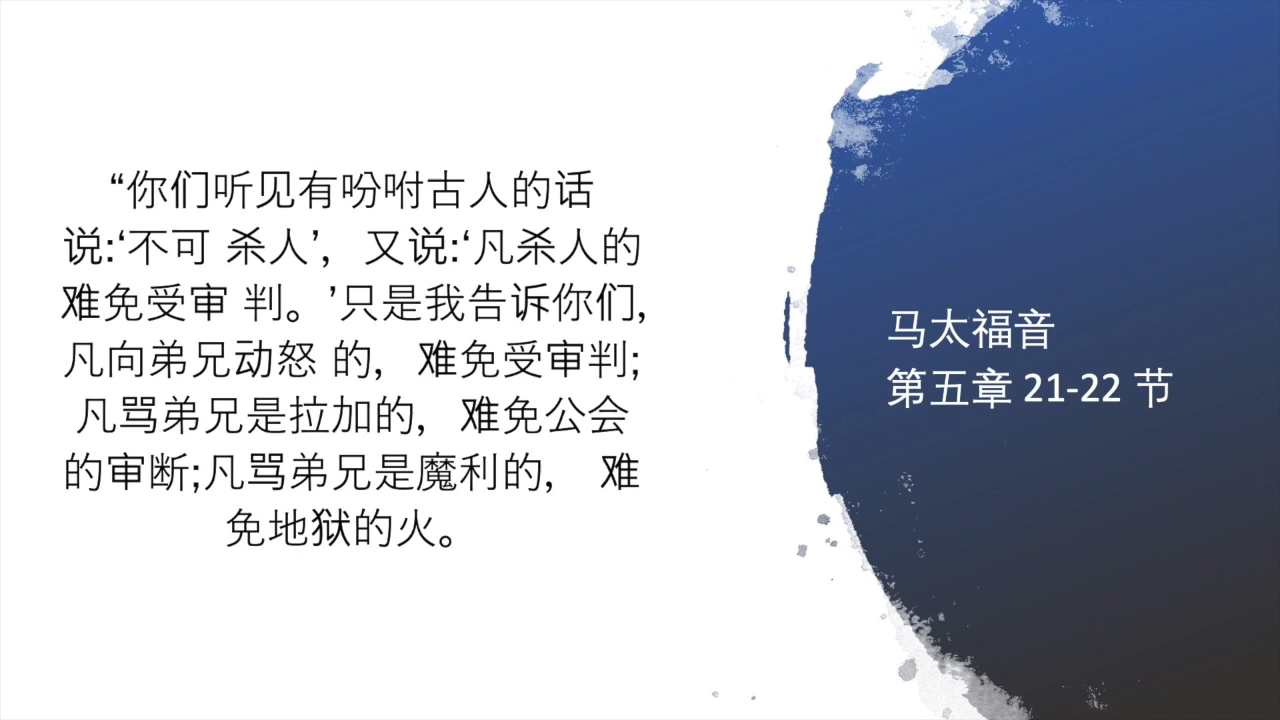 “你们听见有吩咐古人的话
说:‘不可 杀人’，又说:‘凡杀人的
难免受审 判。’只是我告诉你们,
凡向弟兄动怒 的，难免受审判;
凡骂弟兄是拉加的，难免公会
的审断;凡骂弟兄是魔利的， 难
免地狱的火。
马太福音
第五章 21-22 节